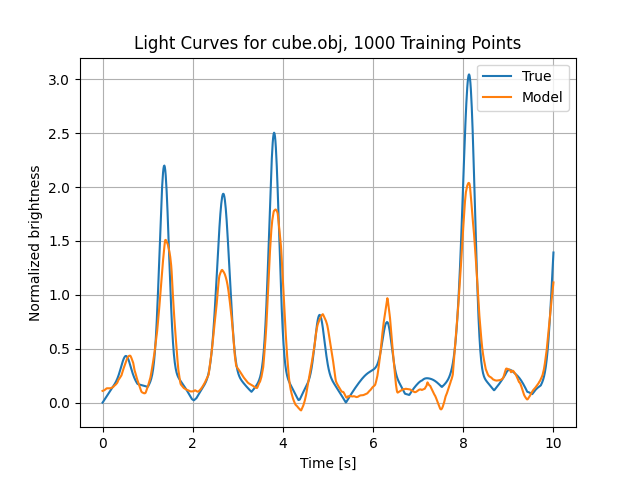 Light Curves for cube.obj, 1000 Training Points
True
Model
3.0
2.5
2.0
1.5
1.0
0.5
0.0
Normalized brightness
0
2
4
6
8
10
Time [s]